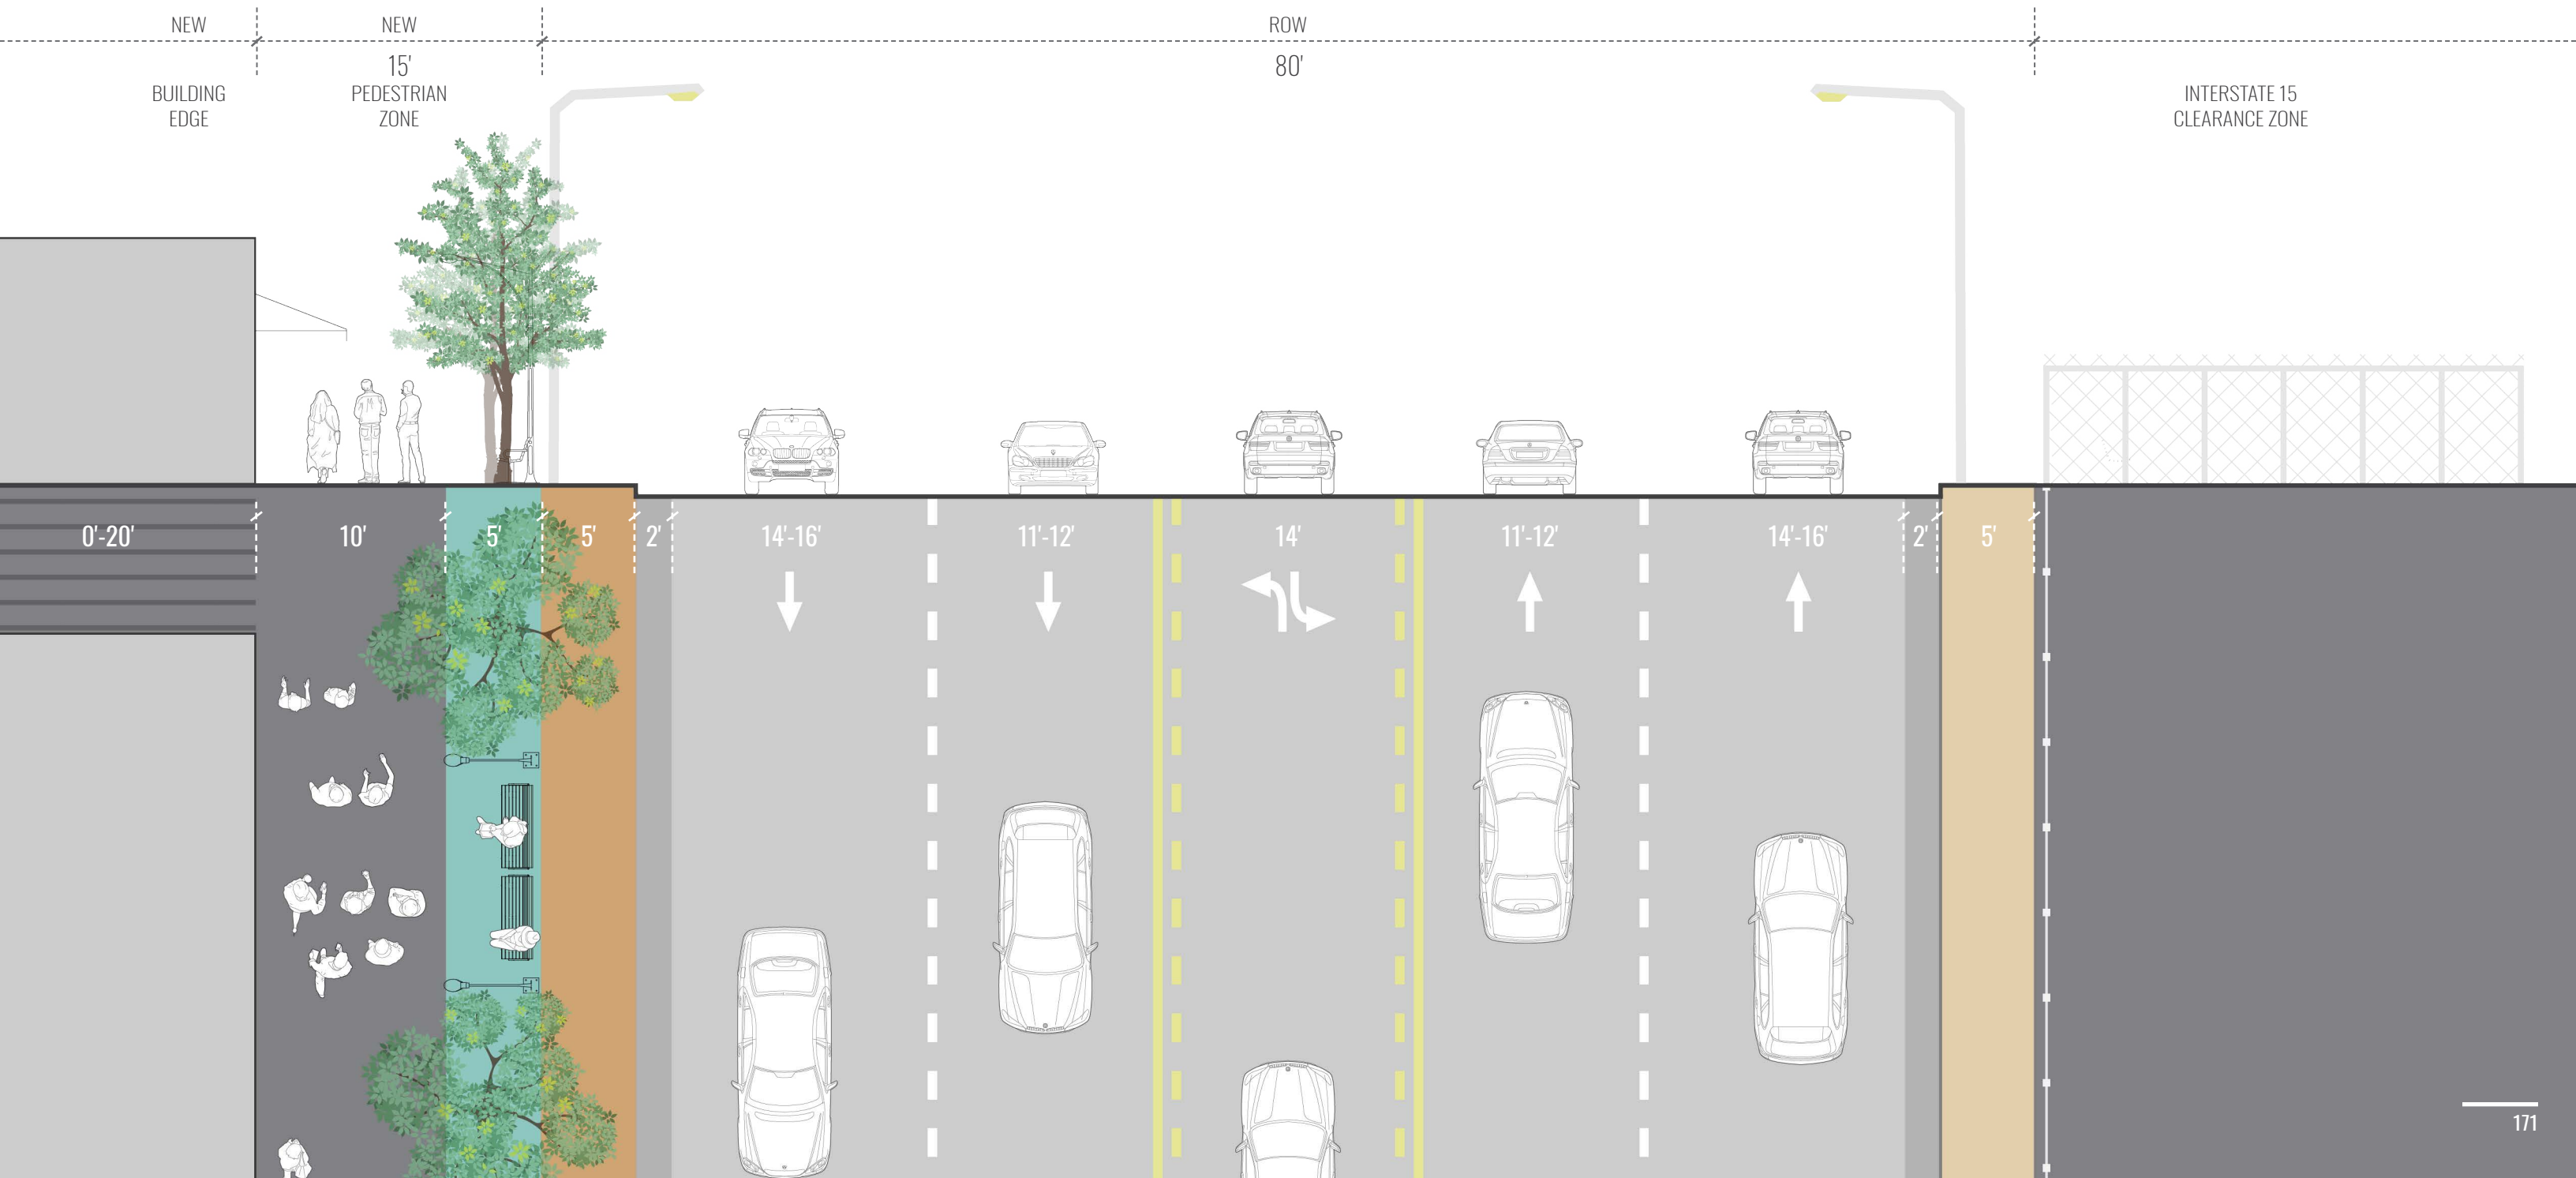 NEW
NEW
ROW
15'
80'
BUILDING
EDGE
PEDESTRIAN
ZONE
INTERSTATE 15
CLEARANCE ZONE
0'-20'
10'
5'
5'
2'
14'-16'
11'-12'
14'
11'-12'
14'-16'
2'
5'
171